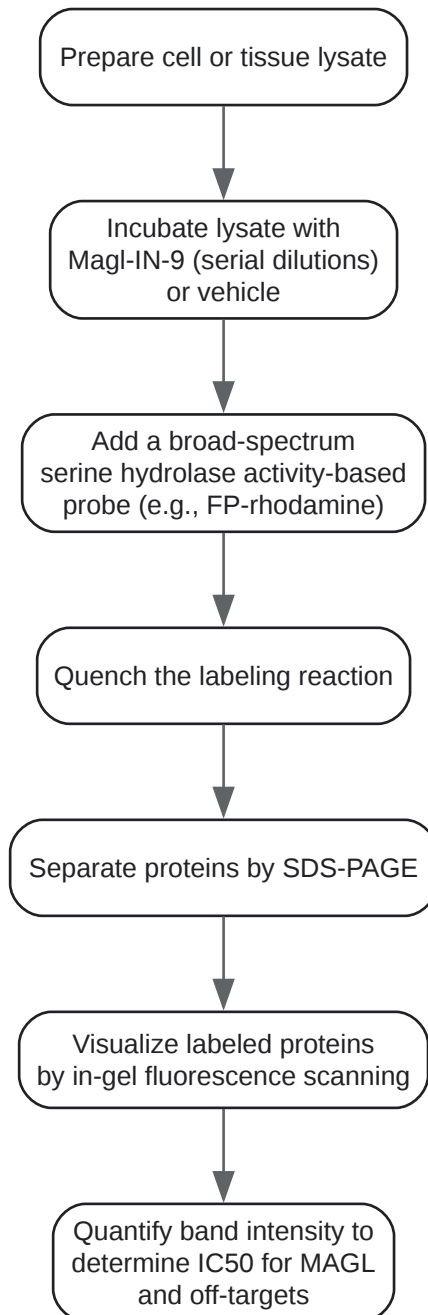 Prepare cell or tissue lysate
Incubate lysate with
Magl-IN-9 (serial dilutions)
or vehicle
Add a broad-spectrum
serine hydrolase activity-based
probe (e.g., FP-rhodamine)
Quench the labeling reaction
Separate proteins by SDS-PAGE
Visualize labeled proteins
by in-gel fluorescence scanning
Quantify band intensity to
determine IC50 for MAGL
and off-targets